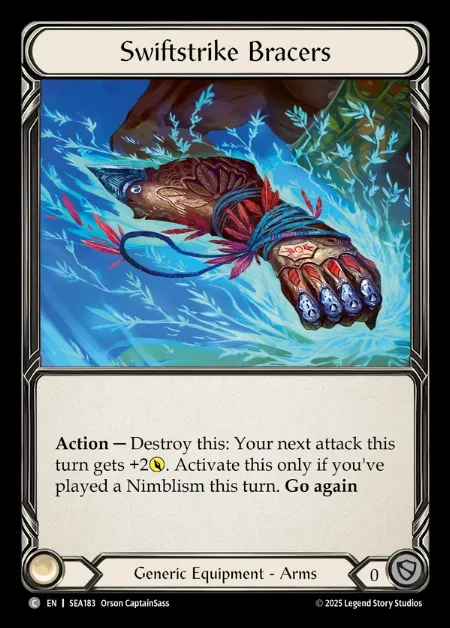 Swiftstrike Bracers
Action — Destroy this: Your next attack this
turn gets +2. Activate this only if you've
played a Nimblism this turn. Go again
Generic Equipment - Arms
0
C EN | SEA183 Orson CaptainSass
© 2025 Legend Story Studios